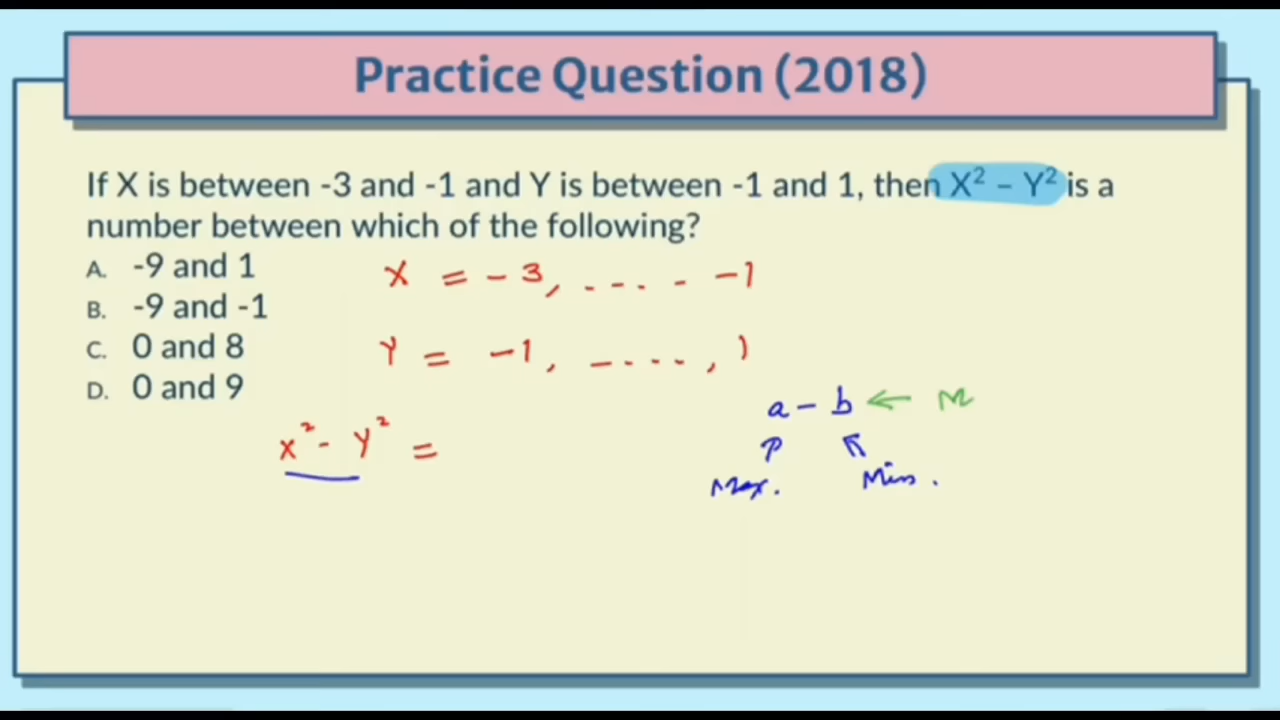 Practice Question (2018)
If X is between -3 and -1 and Y is between -1 and 1, then X² – Y² is a
number between which of the following?
A. -9 and 1
B. -9 and -1
C. 0 and 8
D. 0 and 9
X = -3, .... -1
Y = -1, ...., 1
a - b ← M
x² - y² =
Max. Min.